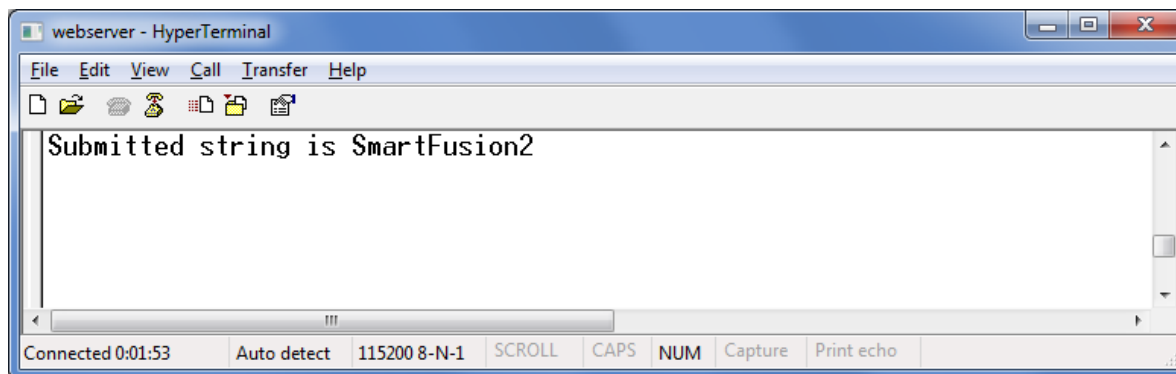 webserver - HyperTerminal
File Edit View Call Transfer Help
Submitted string is SmartFusion2
Connected 0:01:53 Auto detect 115200 8-N-1 SCROLL CAPS NUM Capture Print echo